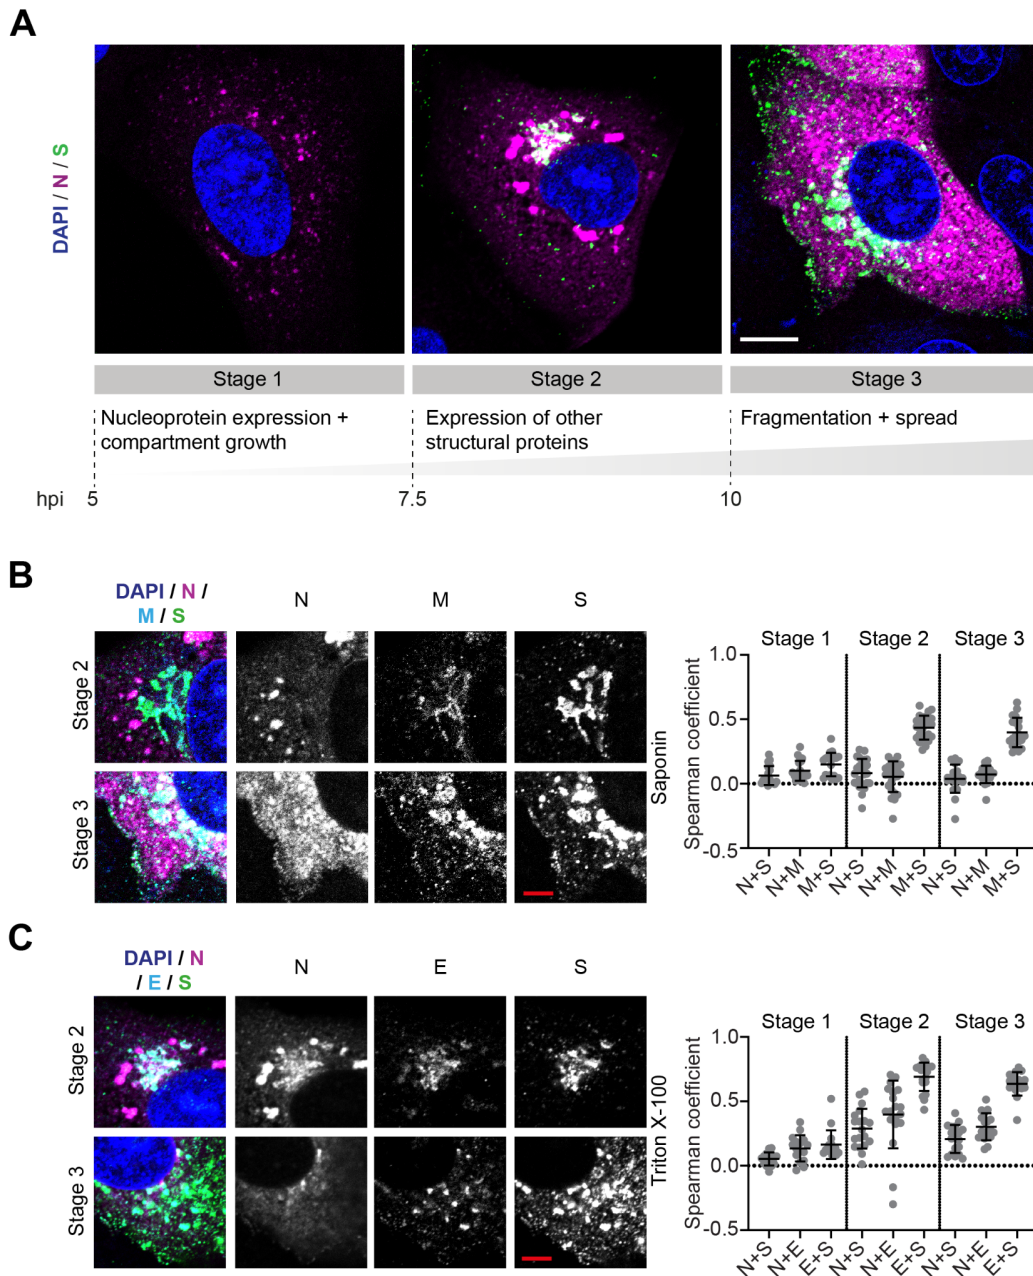 A
DAPI / N / S
Stage 1
Stage 2
Stage 3
Nucleoprotein expression +
compartment growth
Expression of other
structural proteins
Fragmentation + spread
hpi
5
7.5
10
B
DAPI / N /
M / S
N
M
S
Stage 2
Stage 3
Saponin
Stage 1
Stage 2
Stage 3
Spearman coefficient
1.0
0.5
0.0
-0.5
N+S
N+M
M+S
N+S
N+M
M+S
N+S
N+M
M+S
C
DAPI / N
/ E / S
N
E
S
Stage 2
Stage 3
Triton X-100
Stage 1
Stage 2
Stage 3
Spearman coefficient
1.0
0.5
0.0
-0.5
N+S
N+E
E+S
N+S
N+E
E+S
N+S
N+E
E+S